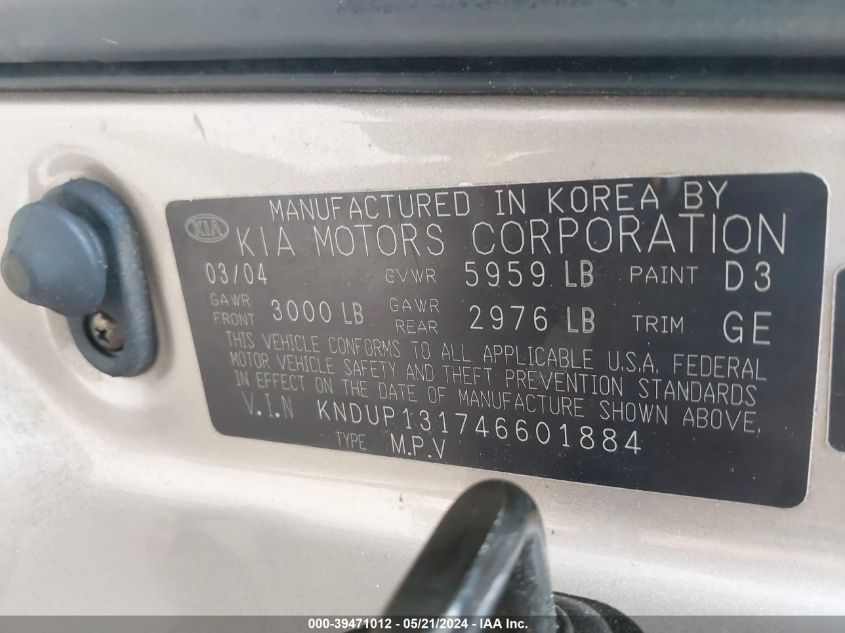 MANUFACTURED IN KOREA BY
KIA KIA MOTORS CORPORATION
03/04 GVWR 5959 LB PAINT D3
GAWR FRONT 3000 LB GAWR REAR 2976 LB TRIM GE
THIS VEHICLE CONFORMS TO ALL APPLICABLE U.S.A. FEDERAL
MOTOR VEHICLE SAFETY AND THEFT PREVENTION STANDARDS
IN EFFECT ON THE DATE OF MANUFACTURE SHOWN ABOVE.
V.I.N KNDUP131746601884
TYPE M.P.V
000-39471012 - 05/21/2024 - IAA Inc.